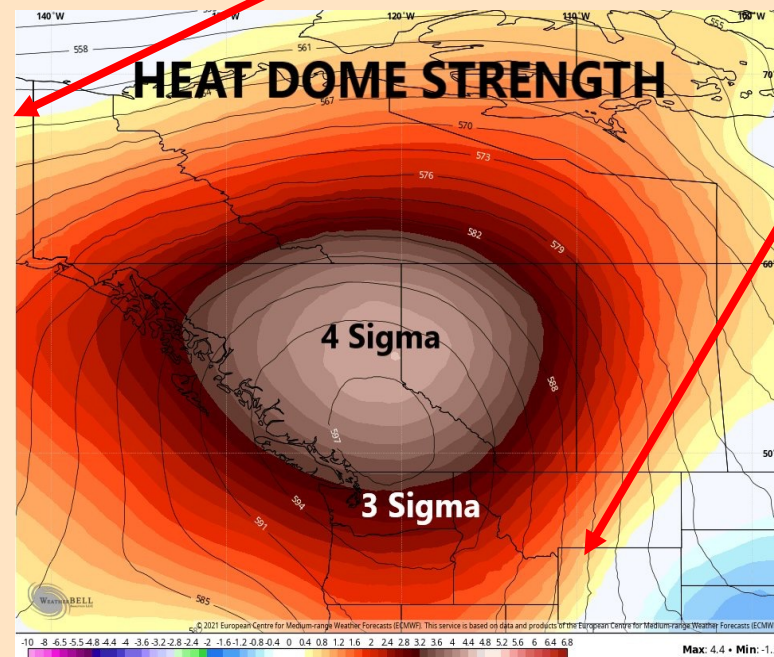 140°W
120°W
110°W
100°W
555
558
561
HEAT DOME STRENGTH
70
567
570
573
576
582
579
60°
4 Sigma
588
597
50°
3 Sigma
594
591
585
WEATHERBELL
© 2021 European Centre for Medium-range Weather Forecasts (ECMWF). This service is based on data and products of the European Centre for Medium-range Weather Forecasts (ECMW
-10 -8 -6.5-5.5-4.8-4.4 -4 -3.6-3.2-2.8-2.4 -2 -1.6-1.2-0.8-0.4 0 0.4 0.8 1.2 1.6 2 2.4 2.8 3.2 3.6 4 4.4 4.8 5.2 5.6 6 6.4 6.8
Max: 4.4 • Min: -1.